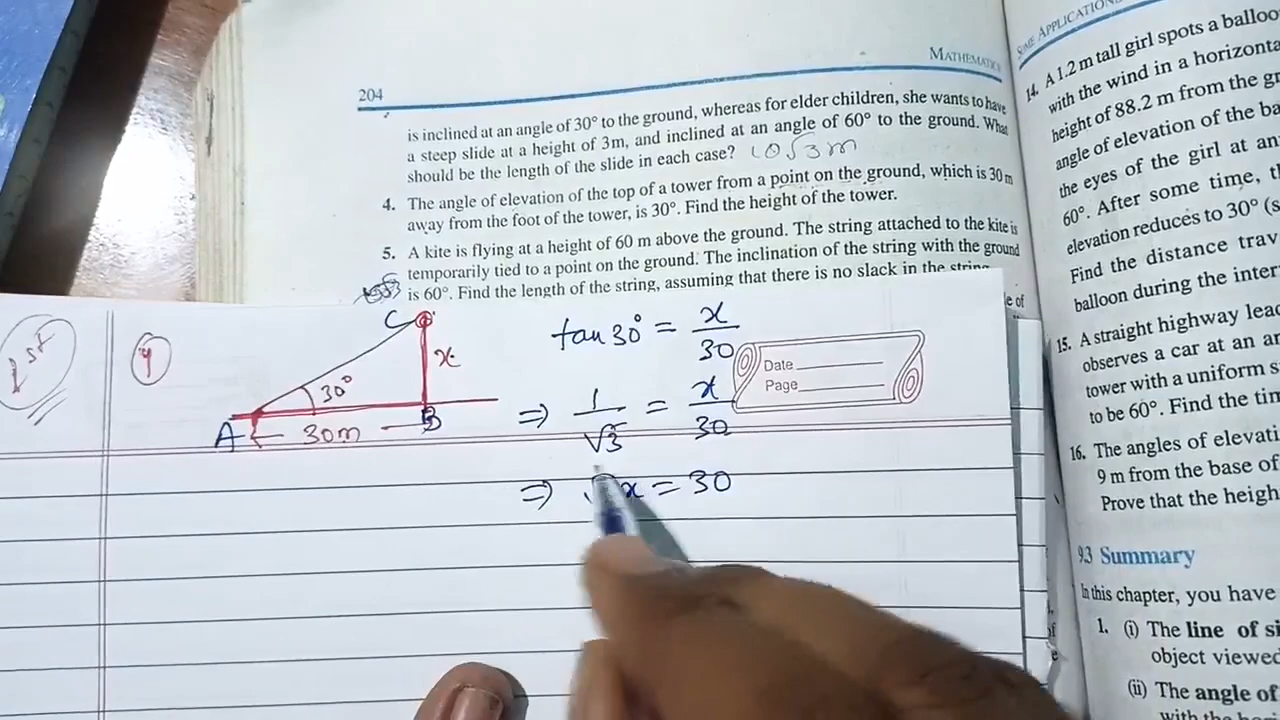 204
MATHEMATICS
is inclined at an angle of 30° to the ground, whereas for elder children, she wants to have
a steep slide at a height of 3m, and inclined at an angle of 60° to the ground. What
should be the length of the slide in each case? 10√3 m
4. The angle of elevation of the top of a tower from a point on the ground, which is 30 m
away from the foot of the tower, is 30°. Find the height of the tower.
5. A kite is flying at a height of 60 m above the ground. The string attached to the kite is
temporarily tied to a point on the ground. The inclination of the string with the ground
is 60°. Find the length of the string, assuming that there is no slack in the string
e of
4
C
x
30°
A
B
← 30m
tan 30° = x/30
⇒ 1/√3 = x/30
⇒ x = 30
Date
Page
SOME APPLICATIONS
14. A 1.2 m tall girl spots a balloo
with the wind in a horizonta
height of 88.2 m from the gr
angle of elevation of the ba
the eyes of the girl at an
60°. After some time, t
elevation reduces to 30° (s
Find the distance trav
balloon during the inter
15. A straight highway lead
observes a car at an an
tower with a uniform s
to be 60°. Find the tim
16. The angles of elevati
9 m from the base of
Prove that the heigh
9.3 Summary
In this chapter, you have
1. (i) The line of si
object viewed
(ii) The angle of
with the